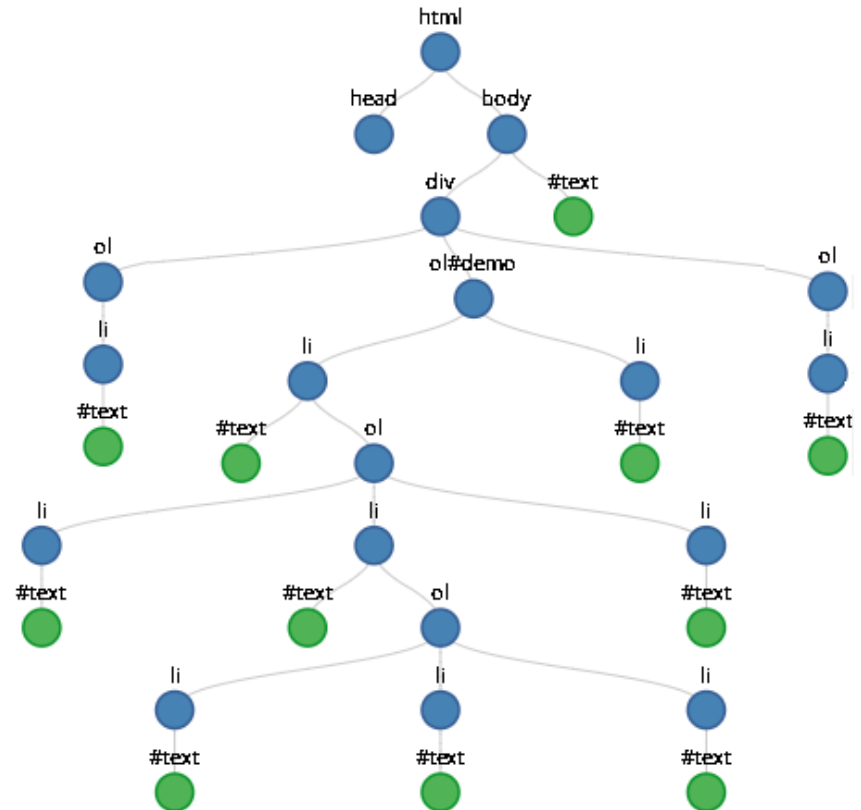 html
head body
div #text
ol ol#demo ol
li li li li
#text #text ol #text #text
li li li
#text #text ol #text
li li li
#text #text #text